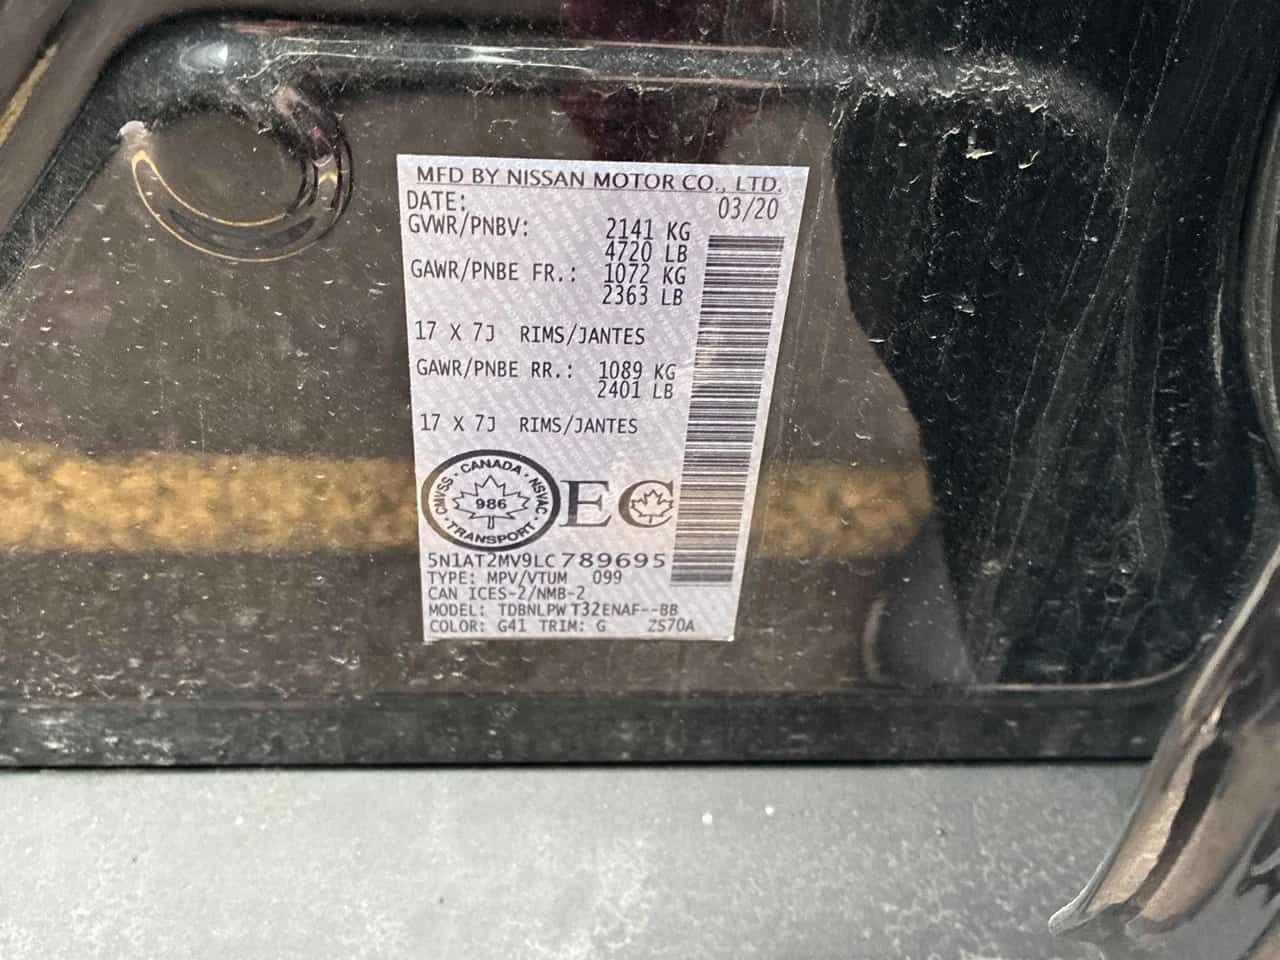 MFD BY NISSAN MOTOR CO., LTD.
DATE: 03/20
GVWR/PNBV: 2141 KG
4720 LB
GAWR/PNBE FR.: 1072 KG
2363 LB
17 X 7J RIMS/JANTES
GAWR/PNBE RR.: 1089 KG
2401 LB
17 X 7J RIMS/JANTES
CANADA · NSVAC · TRANSPORT · CMVSS ·
986
EC
5N1AT2MV9LC789695
TYPE: MPV/VTUM 099
CAN ICES-2/NMB-2
MODEL: TDBNLPW T32ENAF--BB
COLOR: G41 TRIM: G ZS70A